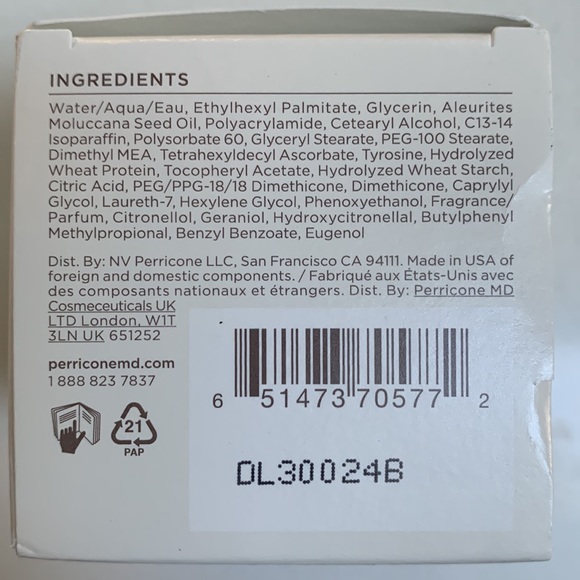 INGREDIENTS
Water/Aqua/Eau, Ethylhexyl Palmitate, Glycerin, Aleurites
Moluccana Seed Oil, Polyacrylamide, Cetearyl Alcohol, C13-14
Isoparaffin, Polysorbate 60, Glyceryl Stearate, PEG-100 Stearate,
Dimethyl MEA, Tetrahexyldecyl Ascorbate, Tyrosine, Hydrolyzed
Wheat Protein, Tocopheryl Acetate, Hydrolyzed Wheat Starch,
Citric Acid, PEG/PPG-18/18 Dimethicone, Dimethicone, Caprylyl
Glycol, Laureth-7, Hexylene Glycol, Phenoxyethanol, Fragrance/
Parfum, Citronellol, Geraniol, Hydroxycitronellal, Butylphenyl
Methylpropional, Benzyl Benzoate, Eugenol
Dist. By: NV Perricone LLC, San Francisco CA 94111. Made in USA of
foreign and domestic components. / Fabriqué aux États-Unis avec
des composants nationaux et étrangers. Dist. By: Perricone MD
Cosmeceuticals UK
LTD London, W1T
3LN UK 651252
perriconemd.com
1 888 823 7837
21
PAP
6 51473 70577 2
DL30024B